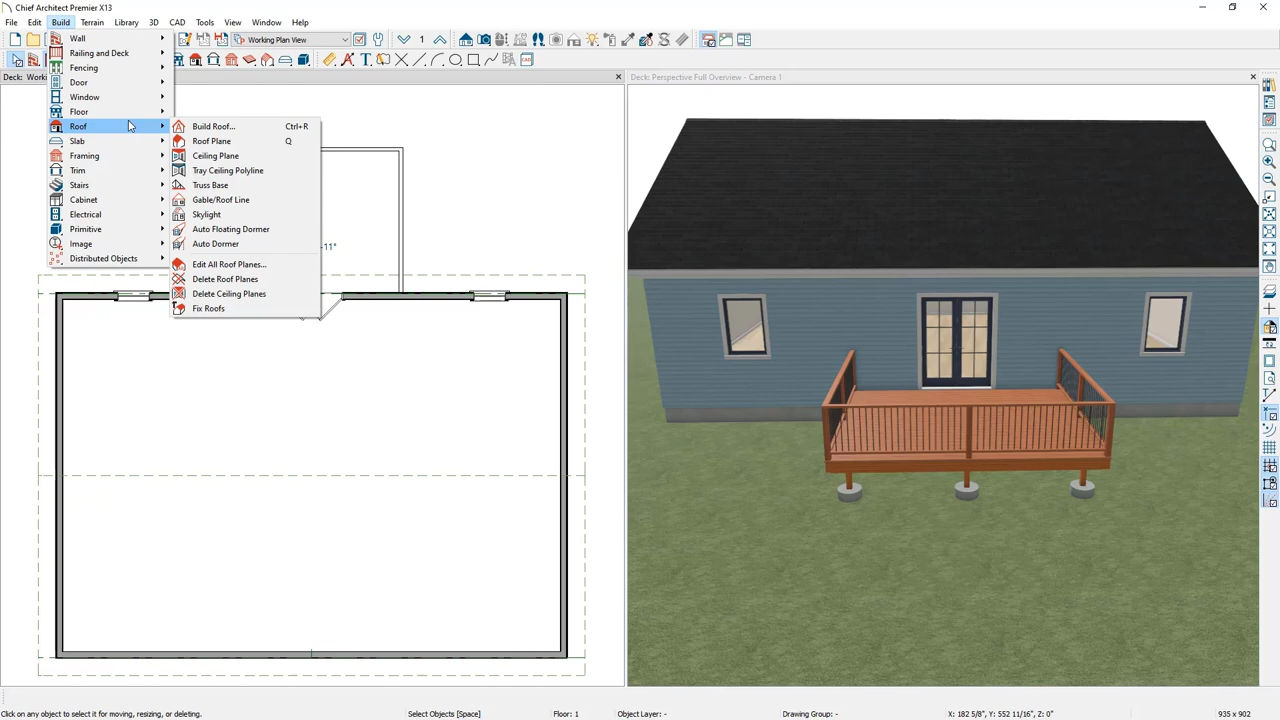 Chief Architect Premier X13
File Edit Build Terrain Library 3D CAD Tools View Window Help
Working Plan View
1
Deck: Work
Deck: Perspective Full Overview - Camera 1
Wall
Railing and Deck
Fencing
Door
Window
Floor
Roof
Slab
Framing
Trim
Stairs
Cabinet
Electrical
Primitive
Image
Distributed Objects
Build Roof... Ctrl+R
Roof Plane Q
Ceiling Plane
Tray Ceiling Polyline
Truss Base
Gable/Roof Line
Skylight
Auto Floating Dormer
Auto Dormer
Edit All Roof Planes...
Delete Roof Planes
Delete Ceiling Planes
Fix Roofs
-11"
Click on any object to select it for moving, resizing, or deleting. Select Objects [Space] Floor: 1 Object Layer: - Drawing Group: - X: 182 5/8", Y: 552 11/16", Z: 0" 935 x 902